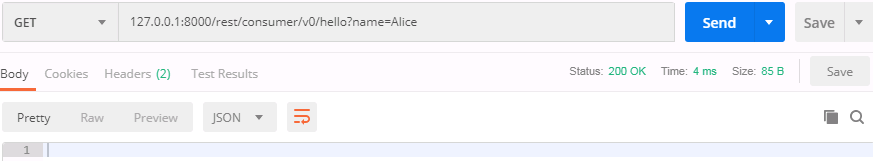 GET 127.0.0.1:8000/rest/consumer/v0/hello?name=Alice Send Save
Body Cookies Headers (2) Test Results Status: 200 OK Time: 4 ms Size: 85 B Save
Pretty Raw Preview JSON
1